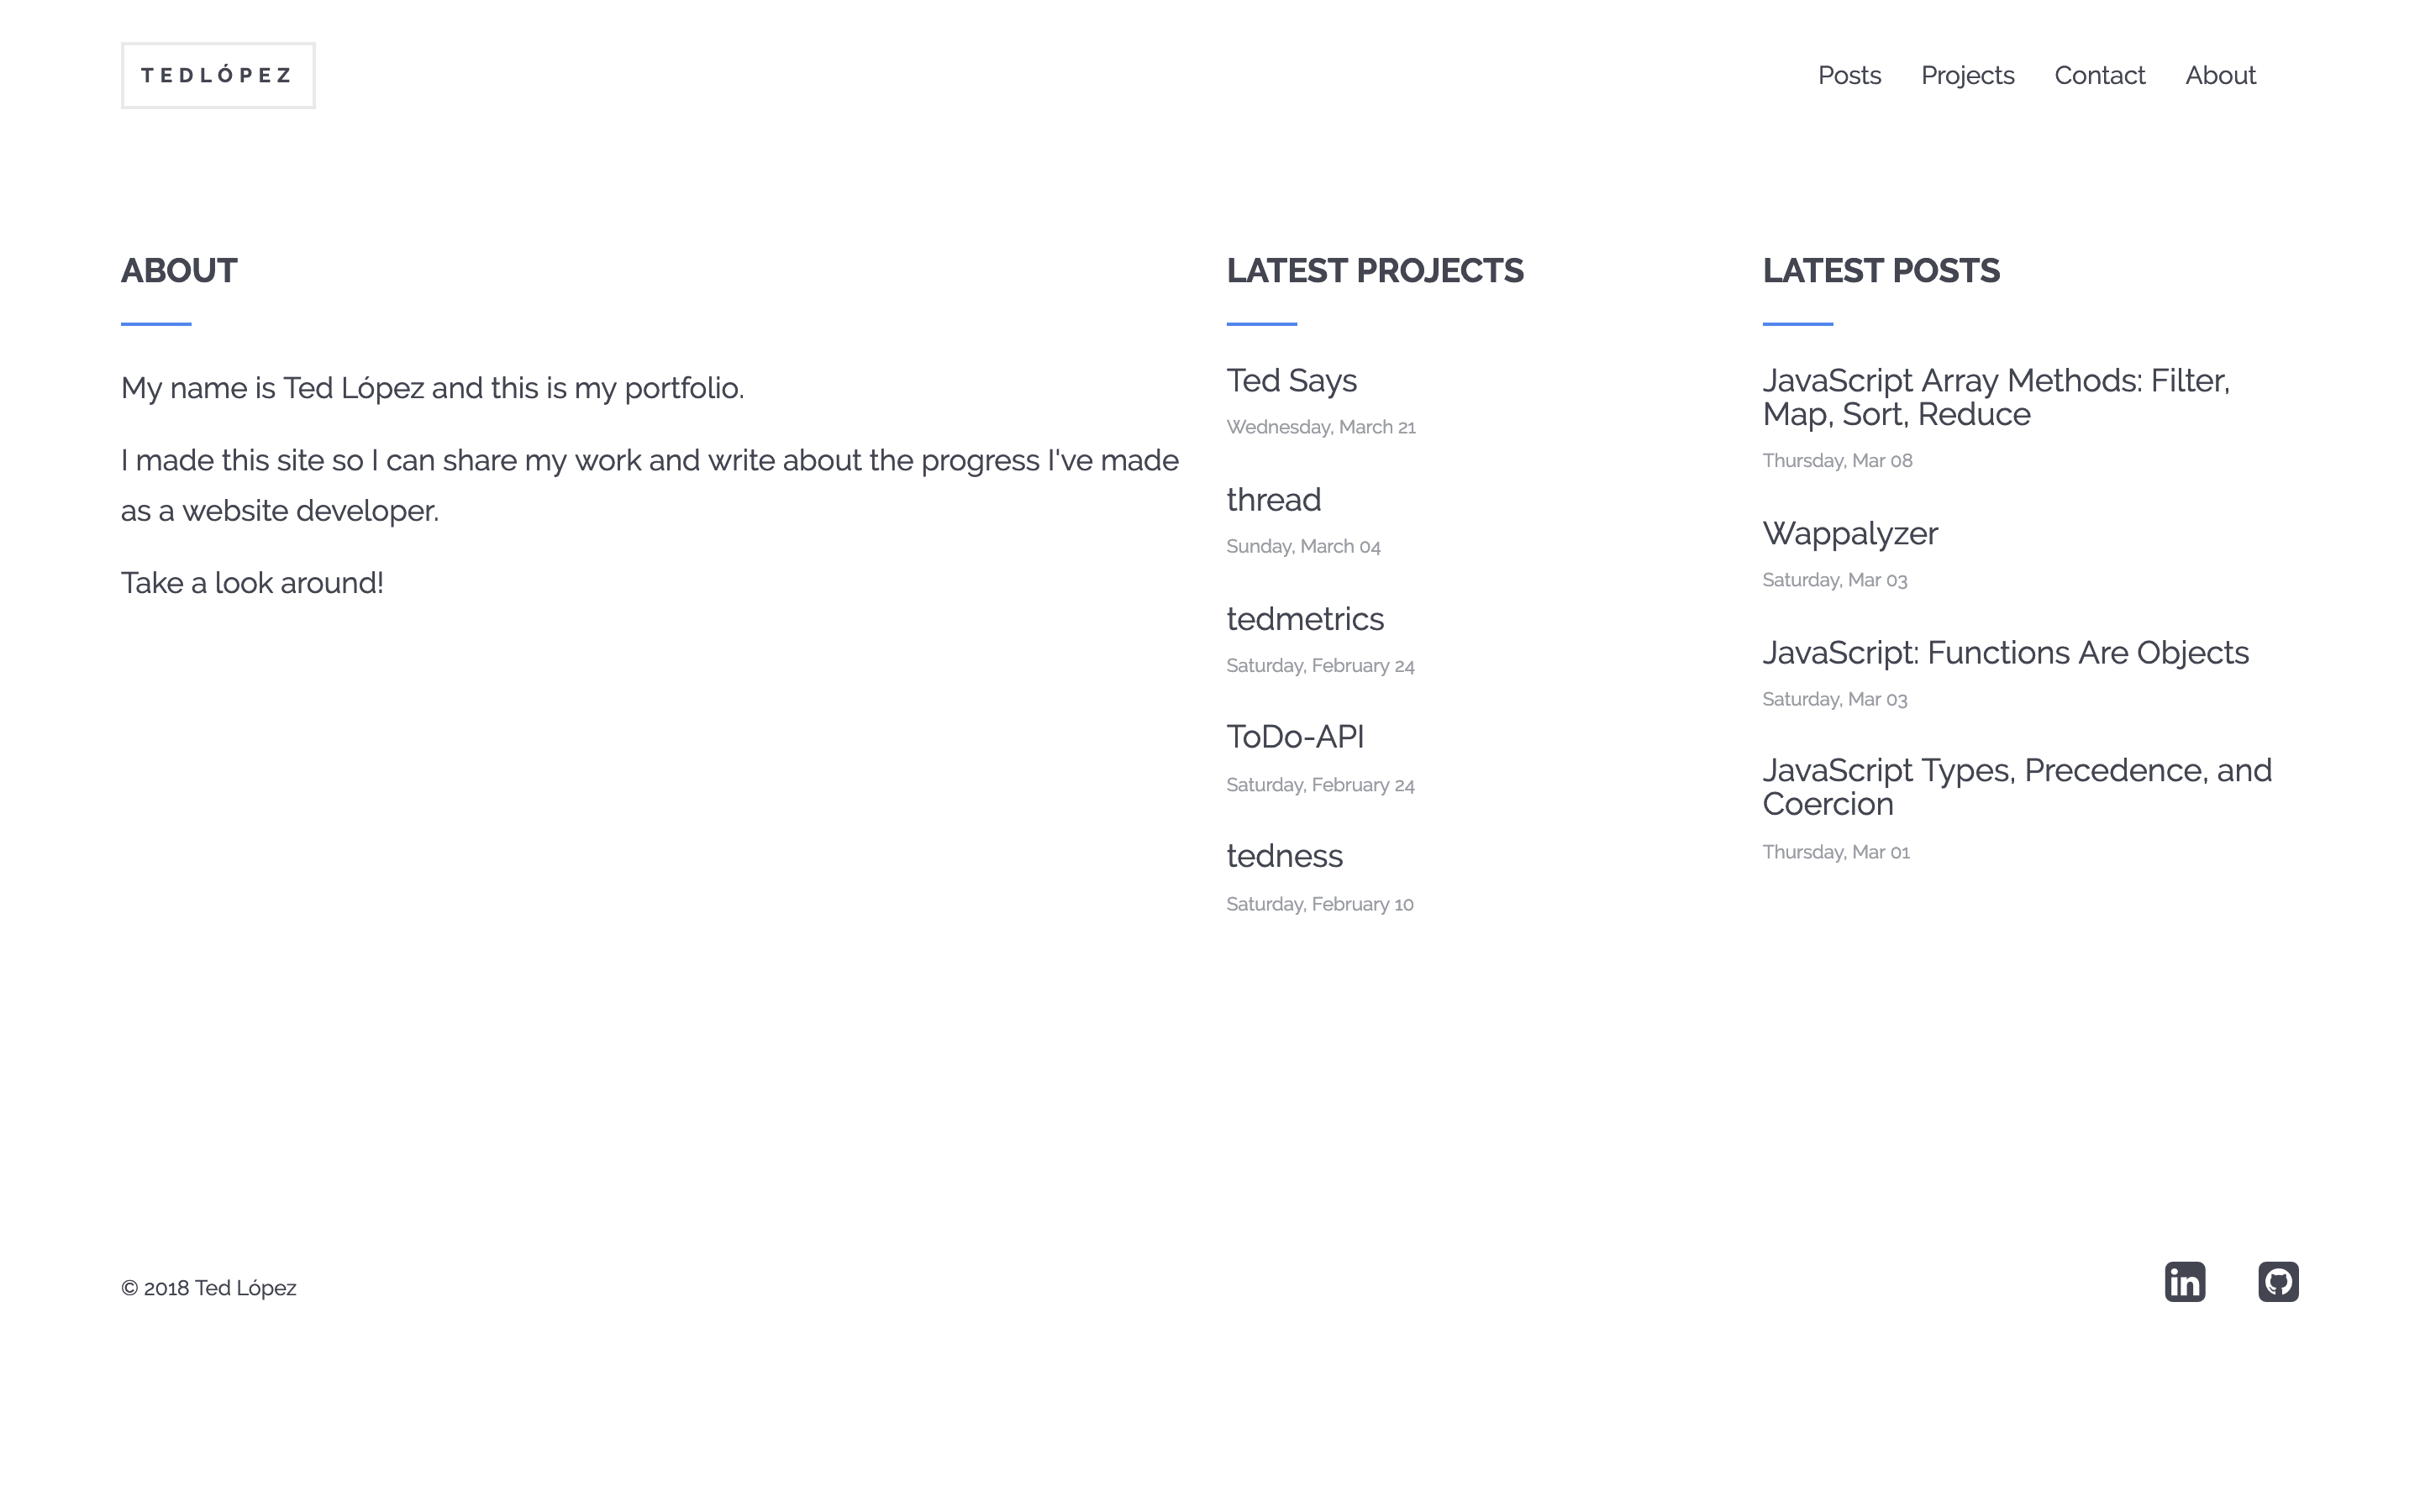 TEDLÓPEZ
Posts Projects Contact About
ABOUT
My name is Ted López and this is my portfolio.
I made this site so I can share my work and write about the progress I've made
as a website developer.
Take a look around!
LATEST PROJECTS
Ted Says
Wednesday, March 21
thread
Sunday, March 04
tedmetrics
Saturday, February 24
ToDo-API
Saturday, February 24
tedness
Saturday, February 10
LATEST POSTS
JavaScript Array Methods: Filter,
Map, Sort, Reduce
Thursday, Mar 08
Wappalyzer
Saturday, Mar 03
JavaScript: Functions Are Objects
Saturday, Mar 03
JavaScript Types, Precedence, and
Coercion
Thursday, Mar 01
© 2018 Ted López
in